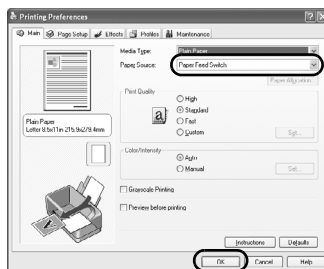 Printing Preferences
Main Page Setup Effects Profiles Maintenance
Media Type: Plain Paper
Paper Source: Paper Feed Switch
Paper Allocation...
Print Quality
High
Standard
Fast
Custom Set...
Plain Paper
Letter 8.5x11in 215.9x279.4mm
Color/Intensity
Auto
Manual Set...
Grayscale Printing
Preview before printing
Instructions Defaults
OK Cancel Help